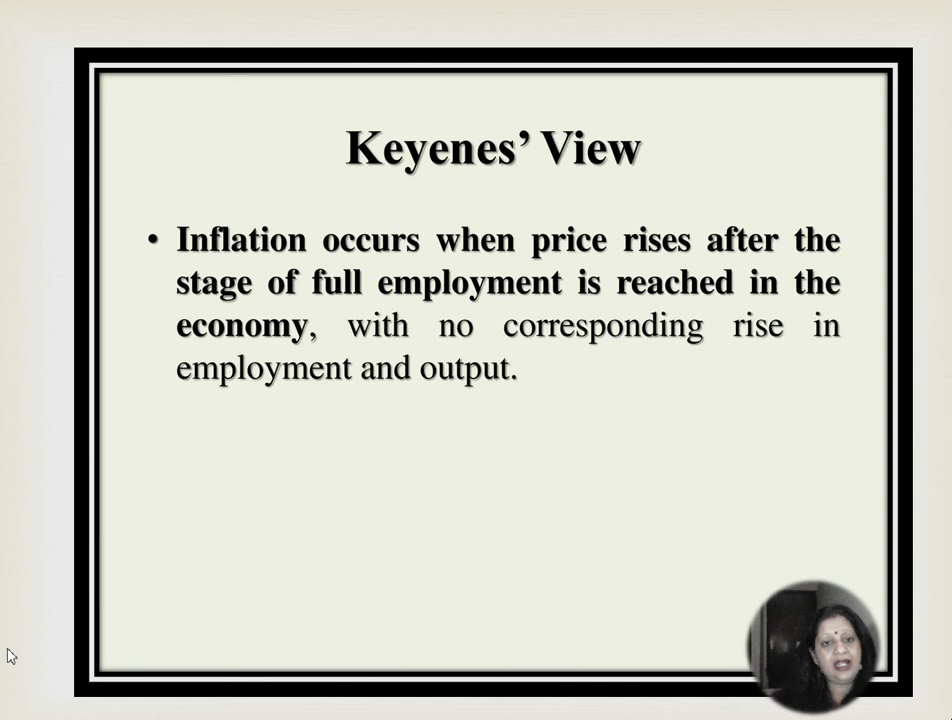 Keyenes’ View
• Inflation occurs when price rises after the
stage of full employment is reached in the
economy, with no corresponding rise in
employment and output.